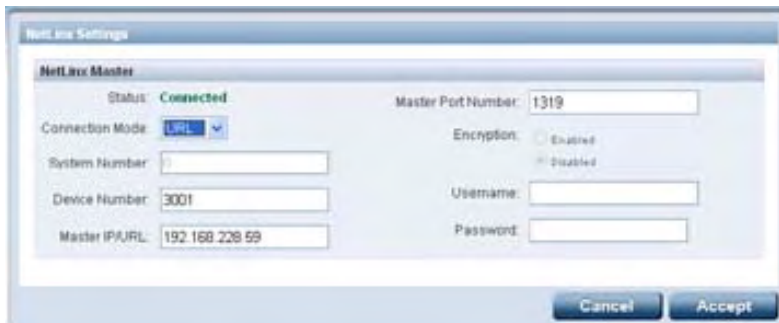 NetLinx Settings
NetLinx Master
Status: Connected
Connection Mode: URL
System Number: 0
Device Number: 3001
Master IP/URL: 192.168.228.59
Master Port Number: 1319
Encryption: Enabled
Disabled
Username:
Password:
Cancel
Accept